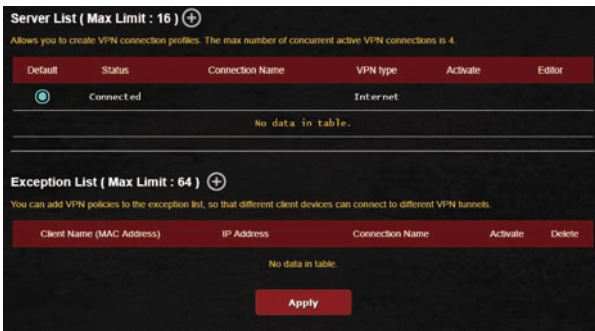 Server List ( Max Limit : 16 )
Allows you to create VPN connection profiles. The max number of concurrent active VPN connections is 4.
Default Status Connection Name VPN type Activate Editor
Connected Internet
No data in table.
Exception List ( Max Limit : 64 )
You can add VPN policies to the exception list, so that different client devices can connect to different VPN tunnels.
Client Name (MAC Address) IP Address Connection Name Activate Delete
No data in table.
Apply